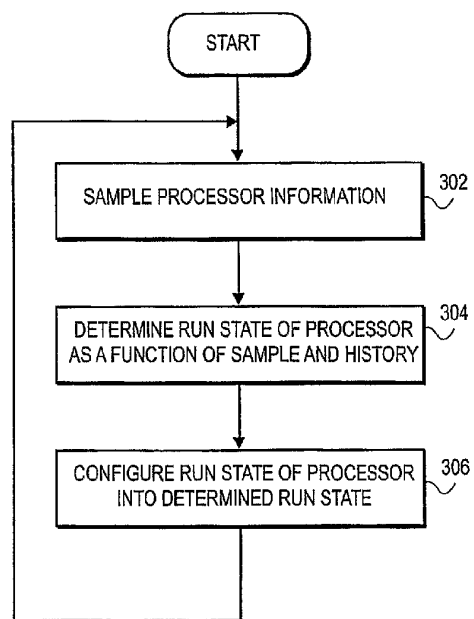 START
SAMPLE PROCESSOR INFORMATION
302
DETERMINE RUN STATE OF PROCESSOR
AS A FUNCTION OF SAMPLE AND HISTORY
304
CONFIGURE RUN STATE OF PROCESSOR
INTO DETERMINED RUN STATE
306